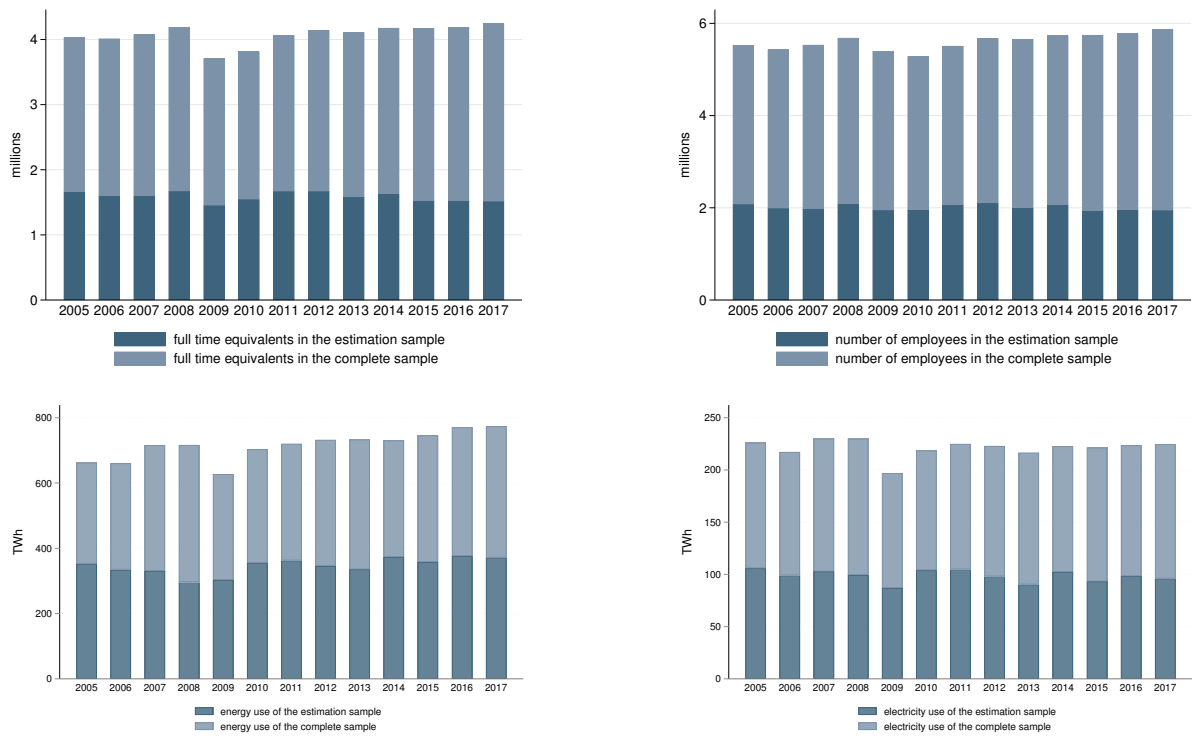 4
3
2
1
0
millions
2005 2006 2007 2008 2009 2010 2011 2012 2013 2014 2015 2016 2017
full time equivalents in the estimation sample
full time equivalents in the complete sample
6
4
2
0
millions
2005 2006 2007 2008 2009 2010 2011 2012 2013 2014 2015 2016 2017
number of employees in the estimation sample
number of employees in the complete sample
800
600
400
200
0
TWh
2005 2006 2007 2008 2009 2010 2011 2012 2013 2014 2015 2016 2017
energy use of the estimation sample
energy use of the complete sample
250
200
150
100
50
0
TWh
2005 2006 2007 2008 2009 2010 2011 2012 2013 2014 2015 2016 2017
electricity use of the estimation sample
electricity use of the complete sample